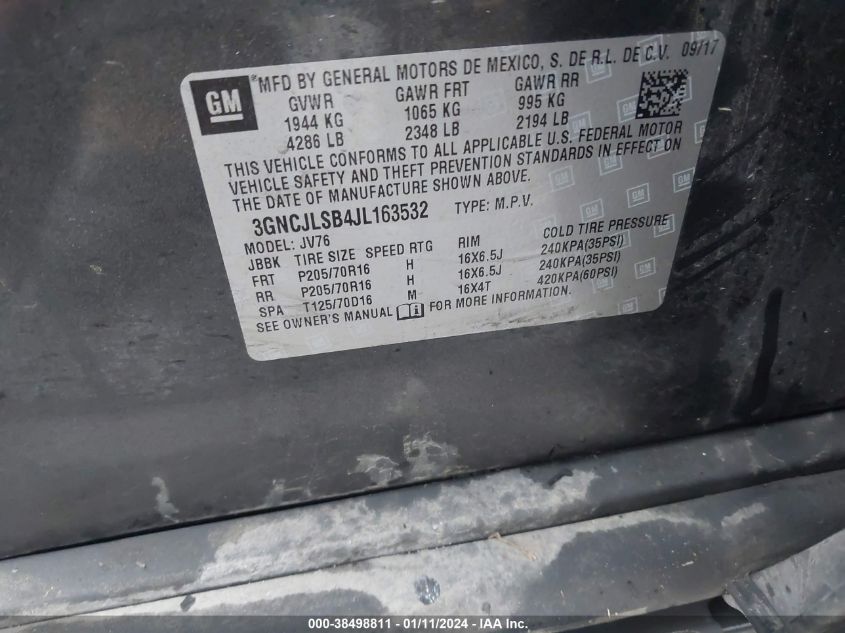 GM
*MFD BY GENERAL MOTORS DE MEXICO, S. DE R.L. DE C.V. 09/17
GVWR GAWR FRT GAWR RR
1944 KG 1065 KG 995 KG
4286 LB 2348 LB 2194 LB
THIS VEHICLE CONFORMS TO ALL APPLICABLE U.S. FEDERAL MOTOR
VEHICLE SAFETY AND THEFT PREVENTION STANDARDS IN EFFECT ON
THE DATE OF MANUFACTURE SHOWN ABOVE.
3GNCJLSB4JL163532 TYPE: M.P.V.
MODEL: JV76
JBBK TIRE SIZE SPEED RTG RIM COLD TIRE PRESSURE
FRT P205/70R16 H 16X6.5J 240KPA(35PSI)
RR P205/70R16 H 16X6.5J 240KPA(35PSI)
SPA T125/70D16 M 16X4T 420KPA(60PSI)
SEE OWNER'S MANUAL FOR MORE INFORMATION.
000-38498811 - 01/11/2024 - IAA Inc.